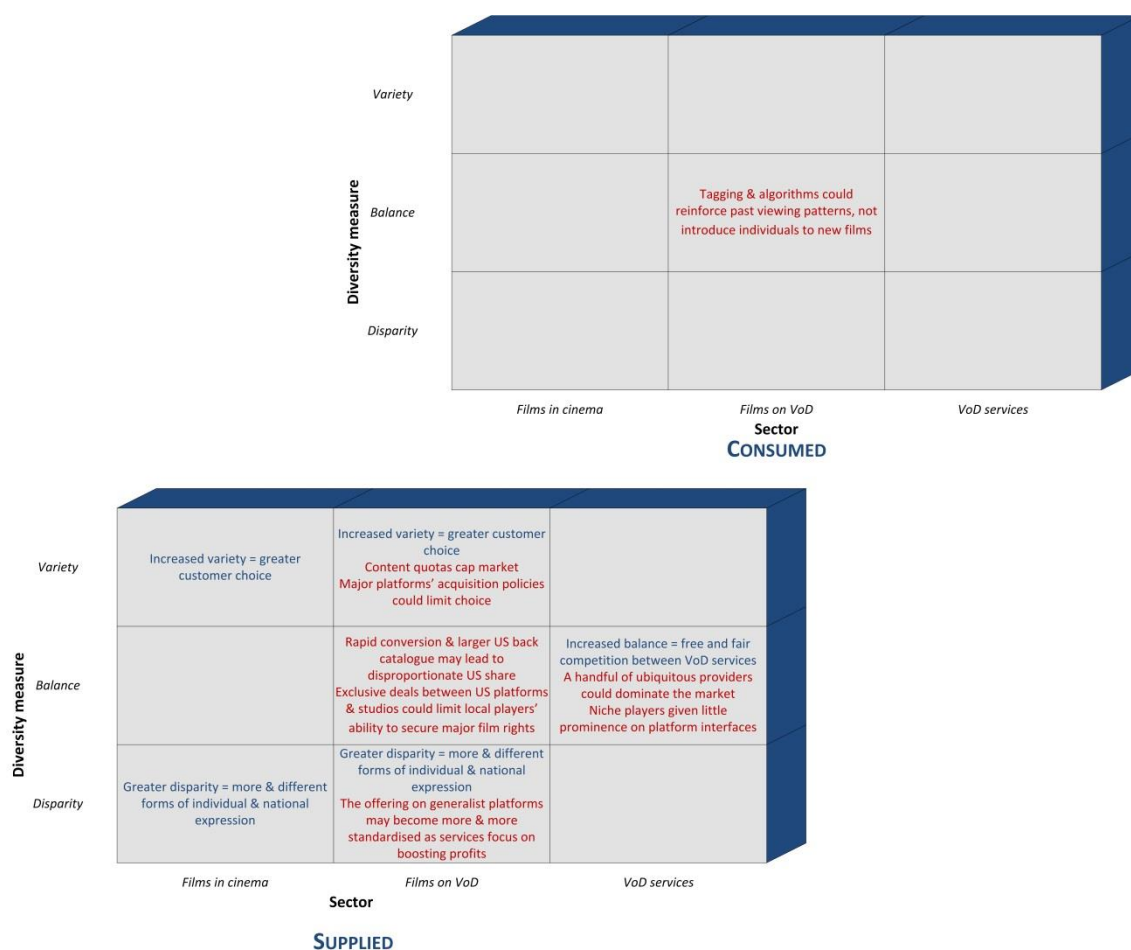 Variety
Balance
Disparity
Diversity measure
Tagging & algorithms could
reinforce past viewing patterns, not
introduce individuals to new films
Films in cinema
Films on VoD
VoD services
Sector
CONSUMED
Variety
Balance
Disparity
Diversity measure
Increased variety = greater
customer choice
Increased variety = greater customer
choice
Content quotas cap market
Major platforms' acquisition policies
could limit choice
Rapid conversion & larger US back
catalogue may lead to
disproportionate US share
Exclusive deals between US platforms
& studios could limit local players'
ability to secure major film rights
Increased balance = free and fair
competition between VoD services
A handful of ubiquitous providers
could dominate the market
Niche players given little
prominence on platform interfaces
Greater disparity = more & different
forms of individual & national
expression
Greater disparity = more & different
forms of individual & national
expression
The offering on generalist platforms
may become more & more
standardised as services focus on
boosting profits
Films in cinema
Films on VoD
VoD services
Sector
SUPPLIED